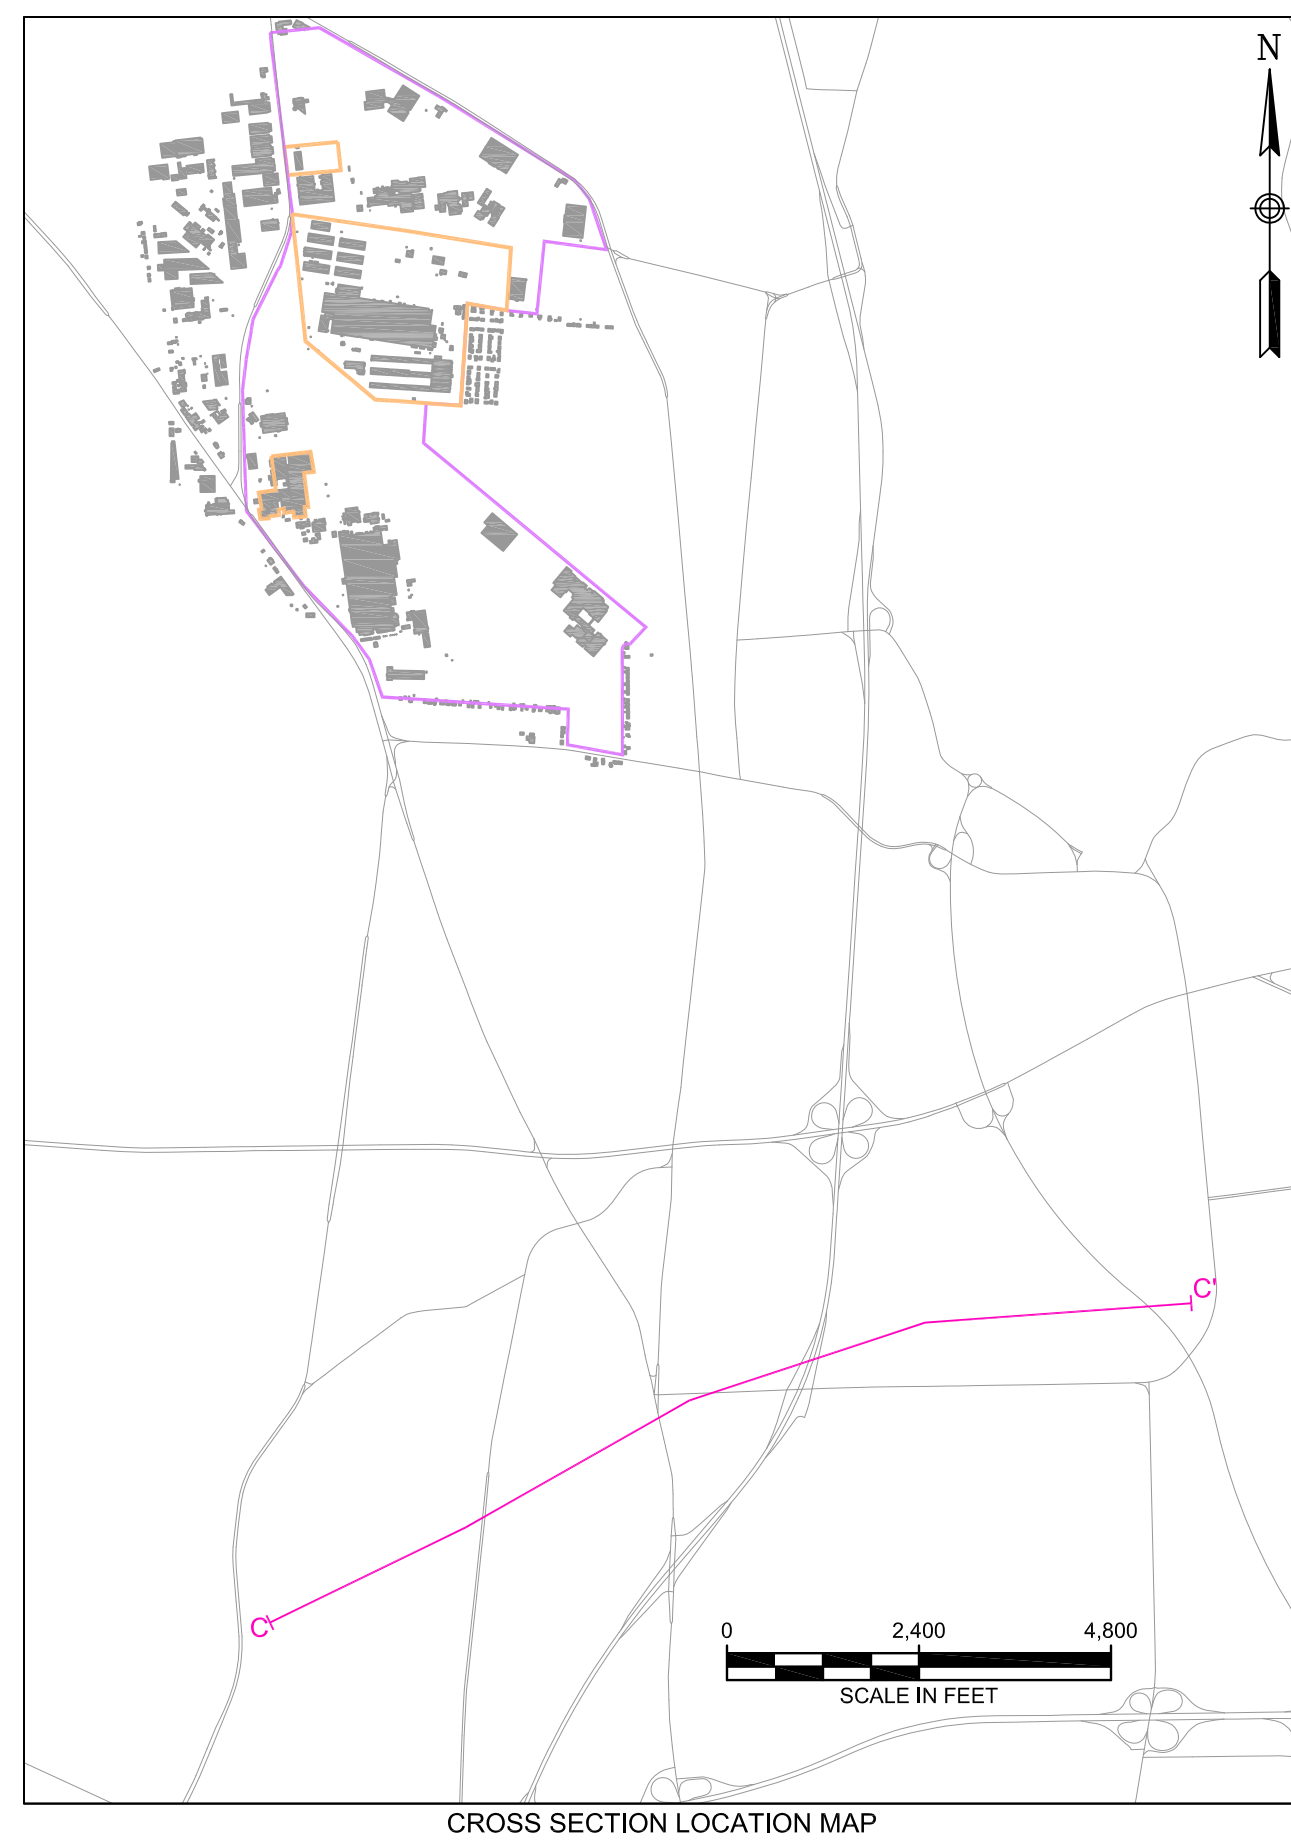 N
C'
C
0 2,400 4,800
SCALE IN FEET
CROSS SECTION LOCATION MAP